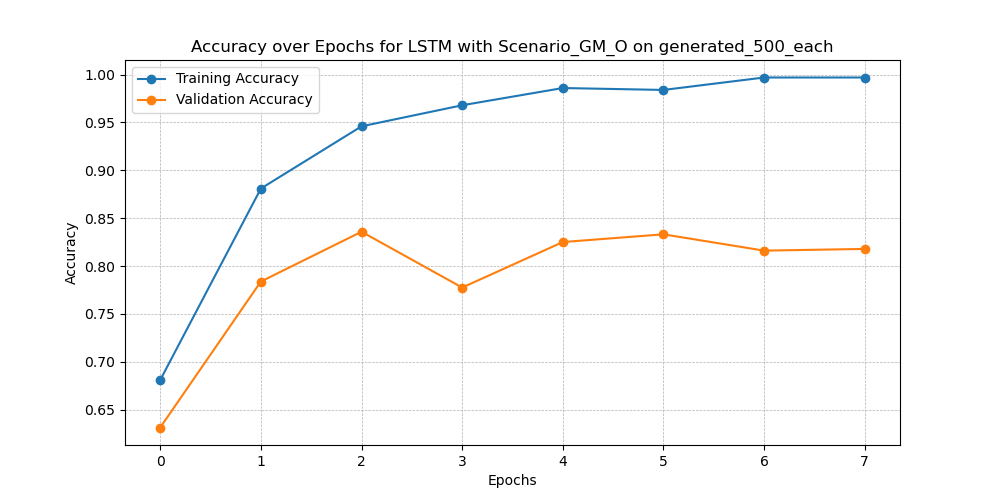 Accuracy over Epochs for LSTM with Scenario_GM_O on generated_500_each
Training Accuracy
Validation Accuracy
1.00
0.95
0.90
0.85
0.80
0.75
0.70
0.65
Accuracy
0 1 2 3 4 5 6 7
Epochs